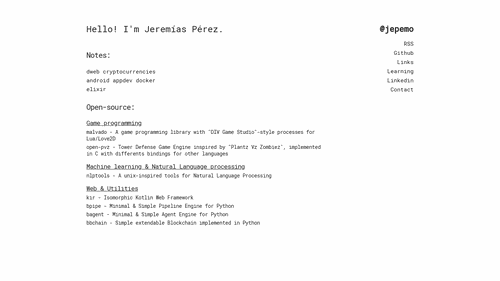 Hello! I'm Jeremías Pérez.
@jepemo
RSS
Github
Links
Learning
Linkedin
Contact
Notes:
dweb cryptocurrencies
android appdev docker
elixir
Open-source:
Game programming
malvado - A game programming library with "DIV Game Studio"-style processes for
Lua/Love2D
open-pvz - Tower Defense Game Engine inspired by "Plantz Vz Zombiez", implemented
in C with differents bindings for other languages
Machine learning & Natural Language processing
nlptools - A unix-inspired tools for Natural Language Processing
Web & Utilities
kir - Isomorphic Kotlin Web Framework
bpipe - Minimal & Simple Pipeline Engine for Python
bagent - Minimal & Simple Agent Engine for Python
bbchain - Simple extendable Blockchain implemented in Python